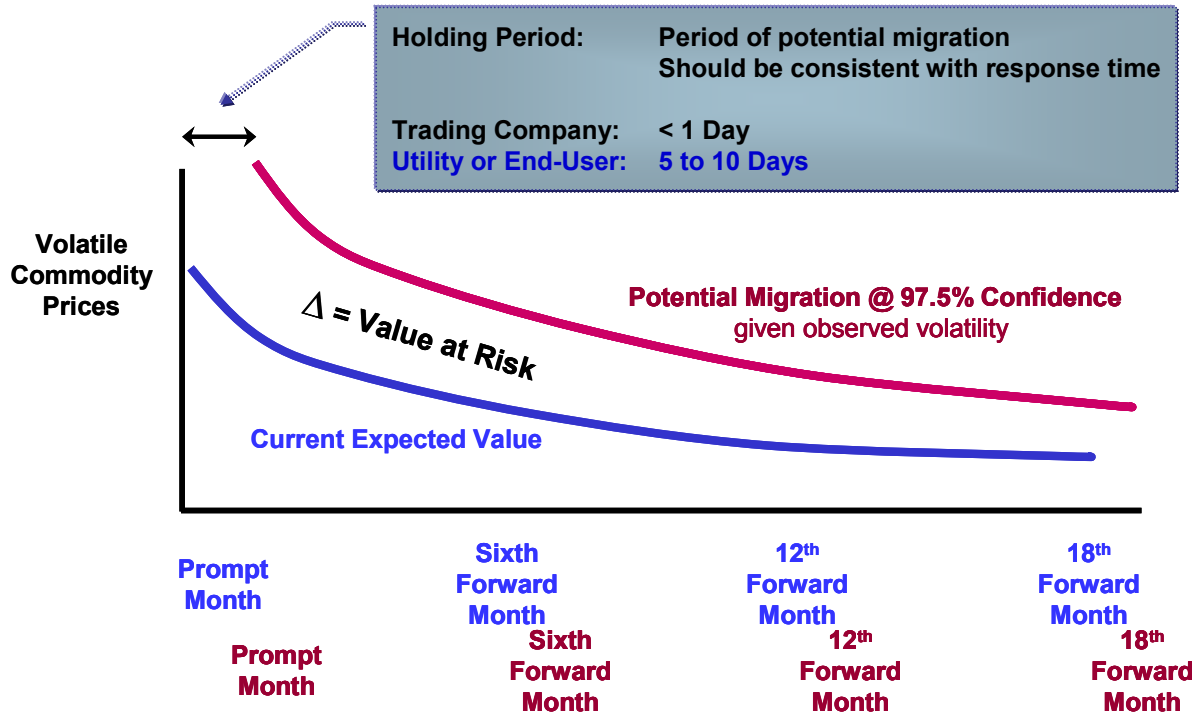 Holding Period: Period of potential migration
Should be consistent with response time
Trading Company: < 1 Day
Utility or End-User: 5 to 10 Days
Volatile
Commodity
Prices
Δ = Value at Risk
Potential Migration @ 97.5% Confidence
given observed volatility
Current Expected Value
Prompt
Month
Sixth
Forward
Month
12th
Forward
Month
18th
Forward
Month
Prompt
Month
Sixth
Forward
Month
12th
Forward
Month
18th
Forward
Month